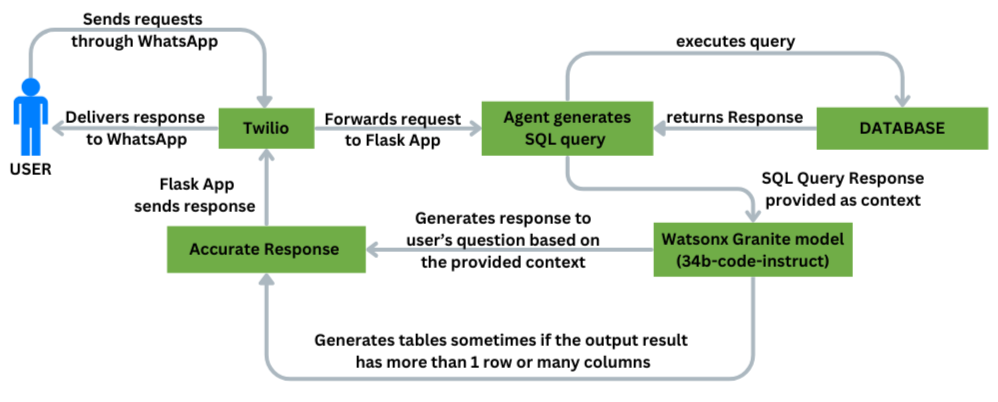 Sends requests
through WhatsApp
executes query
Delivers response
to WhatsApp
Twilio
Forwards request
to Flask App
Agent generates
SQL query
returns Response
DATABASE
USER
Flask App
sends response
SQL Query Response
provided as context
Generates response to
user's question based on
the provided context
Accurate Response
Watsonx Granite model
(34b-code-instruct)
Generates tables sometimes if the output result
has more than 1 row or many columns